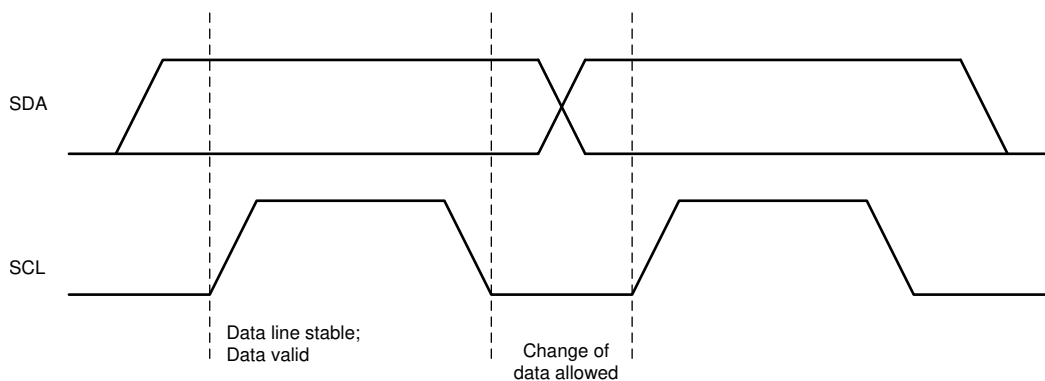 SDA
SCL
Data line stable;
Data valid
Change of
data allowed